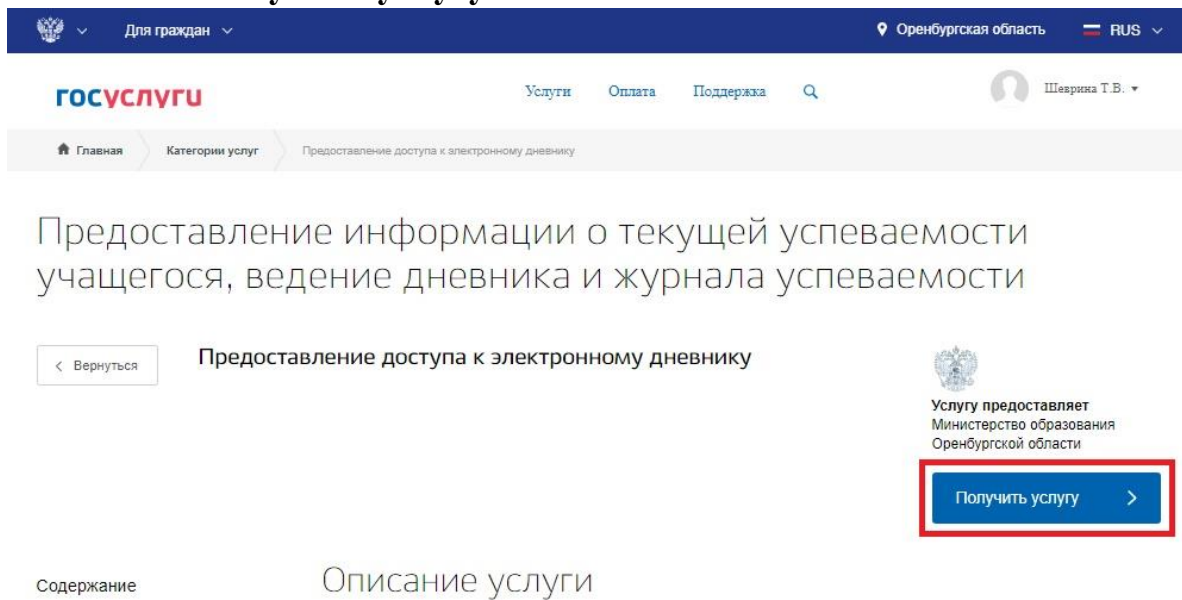 Для граждан
Оренбургская область
RUS
госуслуги
Услуги
Оплата
Поддержка
Шеврина Т.В.
Главная
Категории услуг
Предоставление доступа к электронному дневнику
Предоставление информации о текущей успеваемости
учащегося, ведение дневника и журнала успеваемости
Вернуться
Предоставление доступа к электронному дневнику
Услугу предоставляет
Министерство образования
Оренбургской области
Получить услугу
Содержание
Описание услуги